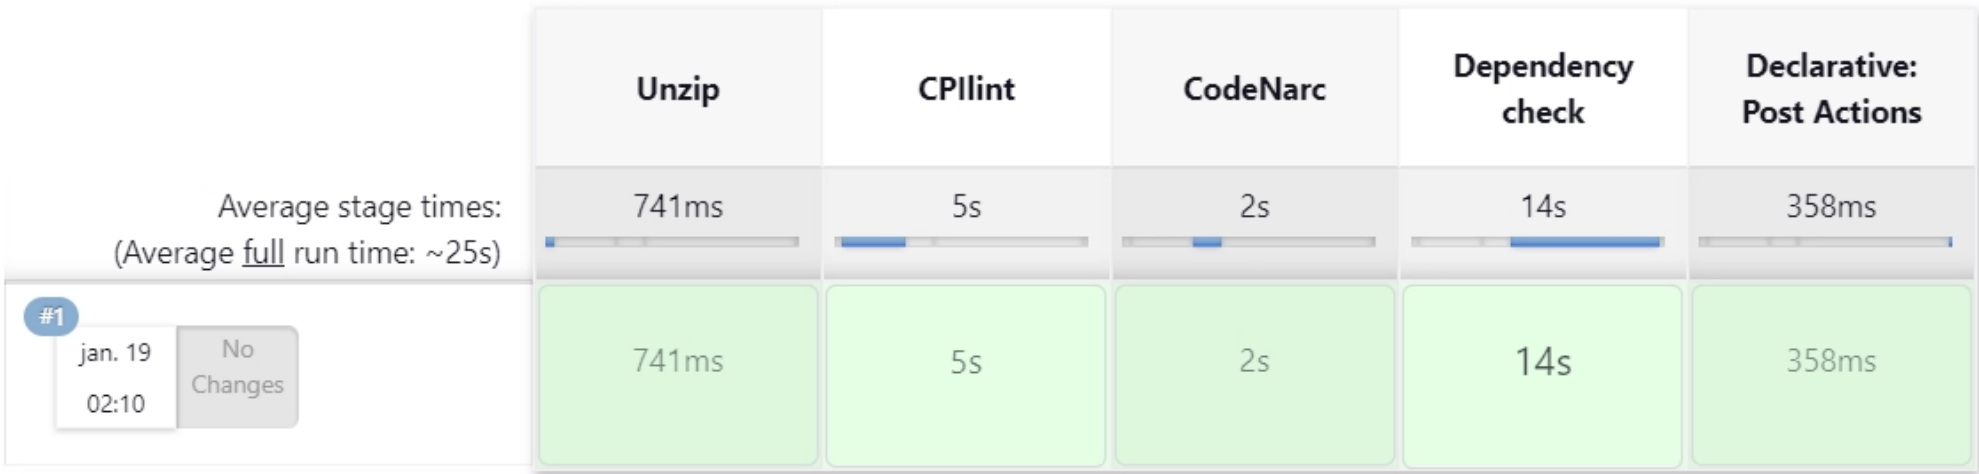 Unzip
CPIlint
CodeNarc
Dependency
check
Declarative:
Post Actions
Average stage times:
(Average full run time: ~25s)
741ms
5s
2s
14s
358ms
#1
jan. 19
02:10
No
Changes
741ms
5s
2s
14s
358ms